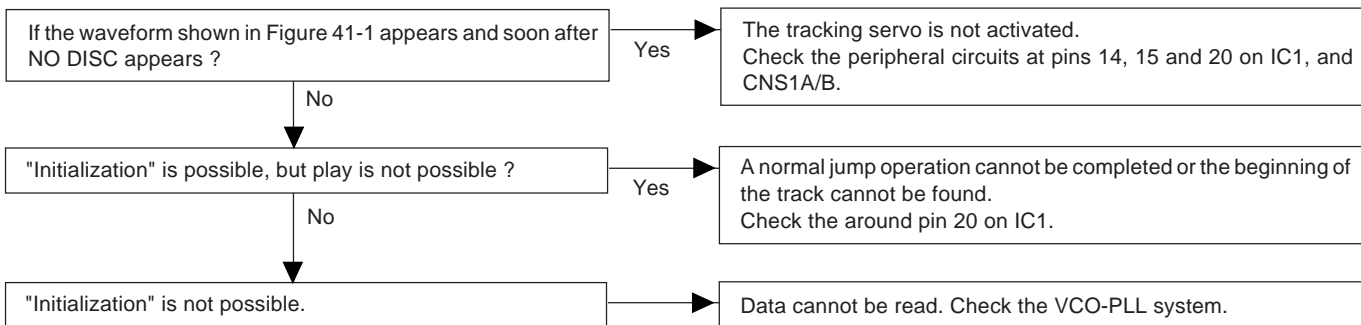 If the waveform shown in Figure 41-1 appears and soon after
NO DISC appears ?
Yes
The tracking servo is not activated.
Check the peripheral circuits at pins 14, 15 and 20 on IC1, and
CNS1A/B.
No
"Initialization" is possible, but play is not possible ?
Yes
A normal jump operation cannot be completed or the beginning of
the track cannot be found.
Check the around pin 20 on IC1.
No
"Initialization" is not possible.
Data cannot be read. Check the VCO-PLL system.